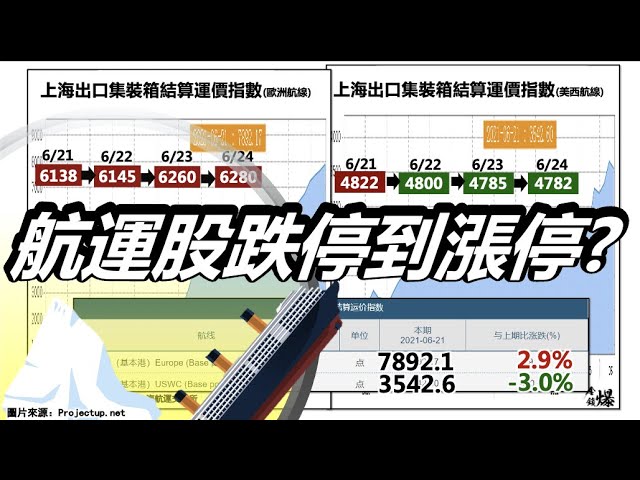 上海出口集裝箱結算運價指數(歐洲航線)
2021-06-21 : 7892.1
6/21 6/22 6/23 6/24
6138 6145 6260 6280
上海出口集裝箱結算運價指數(美西航線)
2021-06-21 : 3542.60
6/21 6/22 6/23 6/24
4822 4800 4785 4782
航運股跌停到漲停?
结算运价指数
航线 单位 本期 与上期比涨跌(%)
2021-06-21
(基本港) Europe (Base 点 7892.1 2.9%
(基本港) USWC (Base po 点 3542.6 -3.0%
圖片來源: Projectup.net
爆